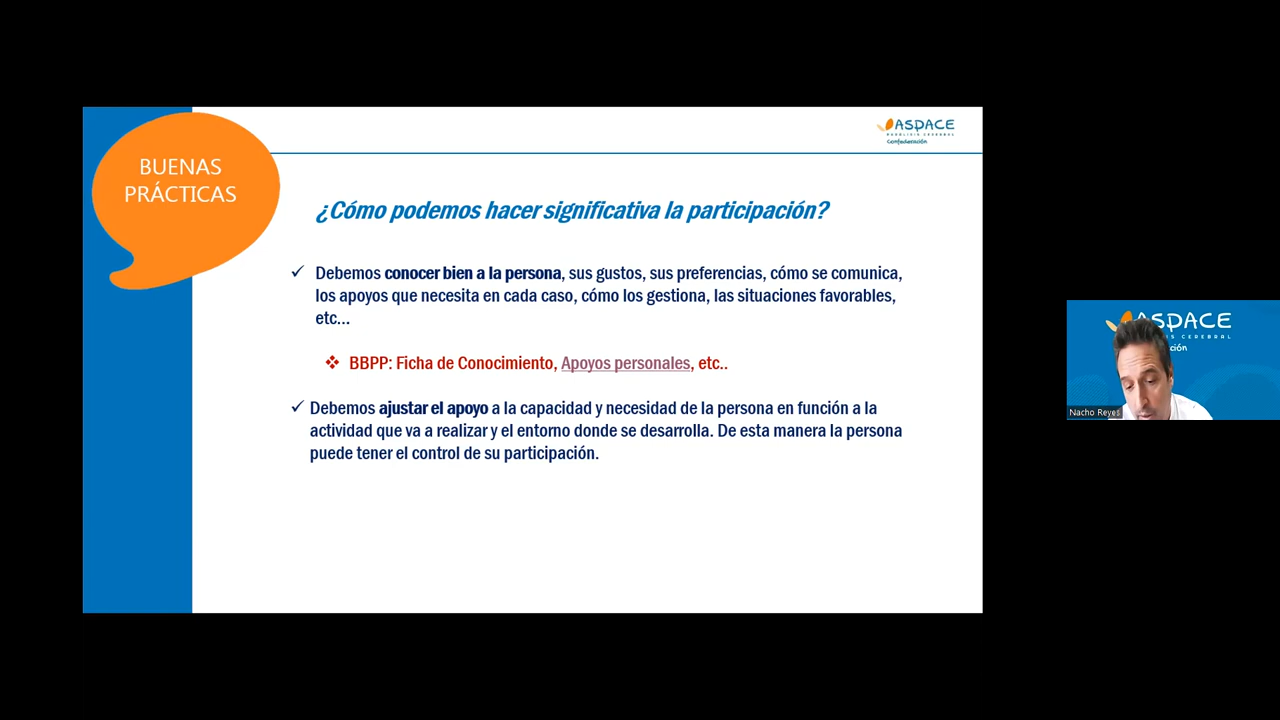 BUENAS
PRÁCTICAS
ASPACE
PARÁLISIS CEREBRAL
Confederación
¿Cómo podemos hacer significativa la participación?
✓ Debemos conocer bien a la persona, sus gustos, sus preferencias, cómo se comunica,
los apoyos que necesita en cada caso, cómo los gestiona, las situaciones favorables,
etc...
❖ BBPP: Ficha de Conocimiento, Apoyos personales, etc..
✓ Debemos ajustar el apoyo a la capacidad y necesidad de la persona en función a la
actividad que va a realizar y el entorno donde se desarrolla. De esta manera la persona
puede tener el control de su participación.
ASPACE
CEREBRAL
ción
Nacho Reyes